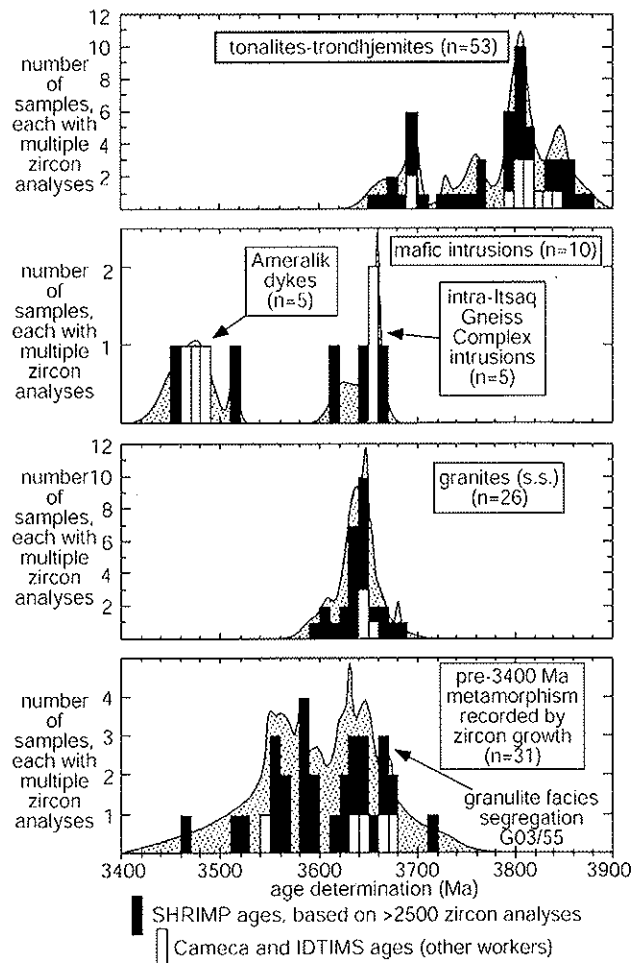 12
10
8
6
4
2
number
of
samples,
each with
multiple
zircon
analyses
tonalites-trondhjemites (n=53)
2
1
number
of
samples,
each with
multiple
zircon
analyses
Ameralik
dykes
(n=5)
mafic intrusions (n=10)
intra-Itsaq
Gneiss
Complex
intrusions
(n=5)
12
10
8
6
4
2
number
of
samples,
each with
multiple
zircon
analyses
granites (s.s.)
(n=26)
4
3
2
1
number
of
samples,
each with
multiple
zircon
analyses
pre-3400 Ma
metamorphism
recorded by
zircon growth
(n=31)
granulite facies
segregation
G03/55
3400 3500 3600 3700 3800 3900
age determination (Ma)
SHRIMP ages, based on >2500 zircon analyses
Cameca and IDTIMS ages (other workers)